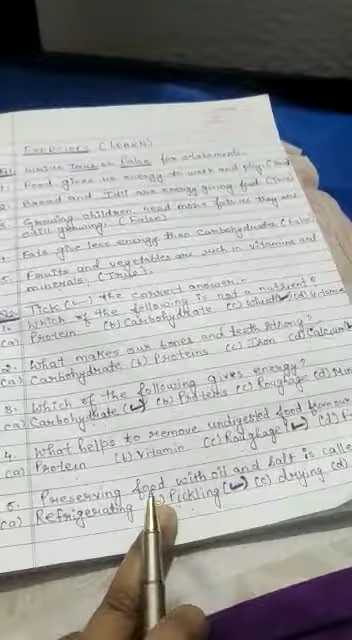 Exercises (LEARN)
Write True or False for statements.
1. Food gives us energy to work and play. (True)
2. Bread and Idli are energy giving food. (True)
3. Growing children need more fats as they are
still growing. (False)
4. Fats give less energy than carbohydrates. (False)
5. Fruits and vegetables are such in vitamins and
minerals. (True).
Tick (✓) the correct answer.
1. Which of the following is not a nutrient?
(a) Protein (b) Carbohydrate (c) Wheat ✓ (d) Vitamins
2. What makes our bones and teeth strong?
(a) Carbohydrate (b) Proteins (c) Iron (d) Calcium
3. Which of the following gives energy?
(a) Carbohydrate (✓) (b) Proteins (c) Roughage (d)
4. What helps to remove undigested food from our
(a) Protein (b) Vitamin (c) Roughage (✓) (d)
5. Preserving food with oil and salt is called
(a) Refrigerating (b) Pickling (✓) (c) drying (d)